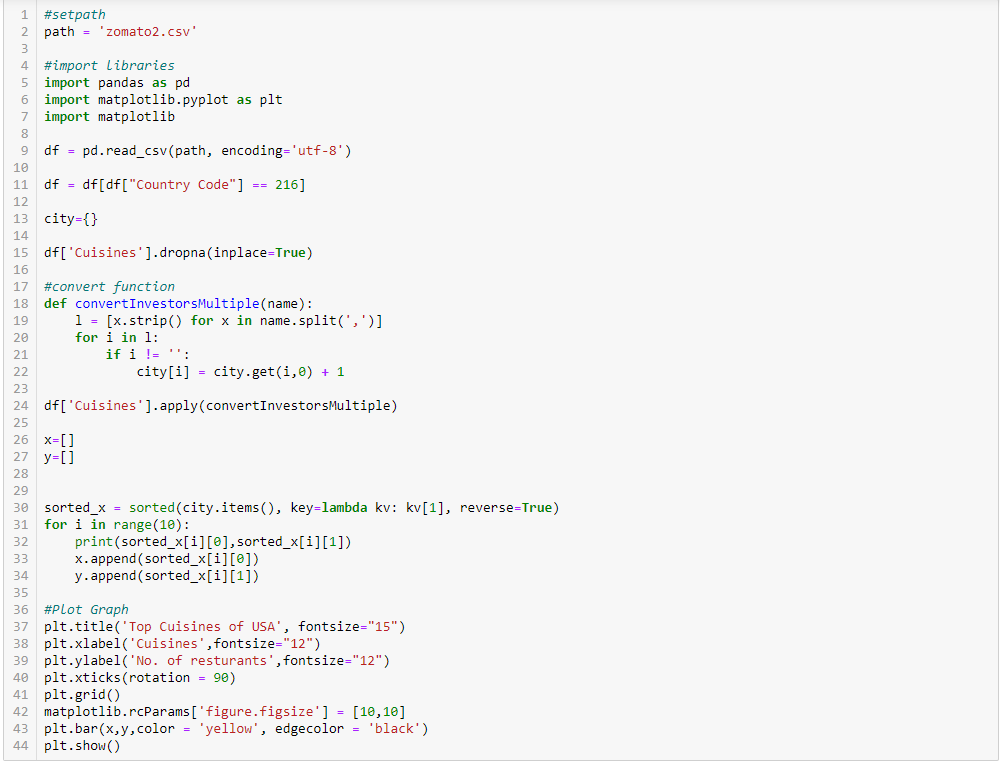 1 #setpath
2 path = 'zomato2.csv'
3
4 #import libraries
5 import pandas as pd
6 import matplotlib.pyplot as plt
7 import matplotlib
8
9 df = pd.read_csv(path, encoding='utf-8')
10
11 df = df[df["Country Code"] == 216]
12
13 city={}
14
15 df['Cuisines'].dropna(inplace=True)
16
17 #convert function
18 def convertInvestorsMultiple(name):
19     l = [x.strip() for x in name.split(',')]
20     for i in l:
21         if i != '':
22             city[i] = city.get(i,0) + 1
23
24 df['Cuisines'].apply(convertInvestorsMultiple)
25
26 x=[]
27 y=[]
28
29
30 sorted_x = sorted(city.items(), key=lambda kv: kv[1], reverse=True)
31 for i in range(10):
32     print(sorted_x[i][0],sorted_x[i][1])
33     x.append(sorted_x[i][0])
34     y.append(sorted_x[i][1])
35
36 #Plot Graph
37 plt.title('Top Cuisines of USA', fontsize="15")
38 plt.xlabel('Cuisines',fontsize="12")
39 plt.ylabel('No. of resturants',fontsize="12")
40 plt.xticks(rotation = 90)
41 plt.grid()
42 matplotlib.rcParams['figure.figsize'] = [10,10]
43 plt.bar(x,y,color = 'yellow', edgecolor = 'black')
44 plt.show()